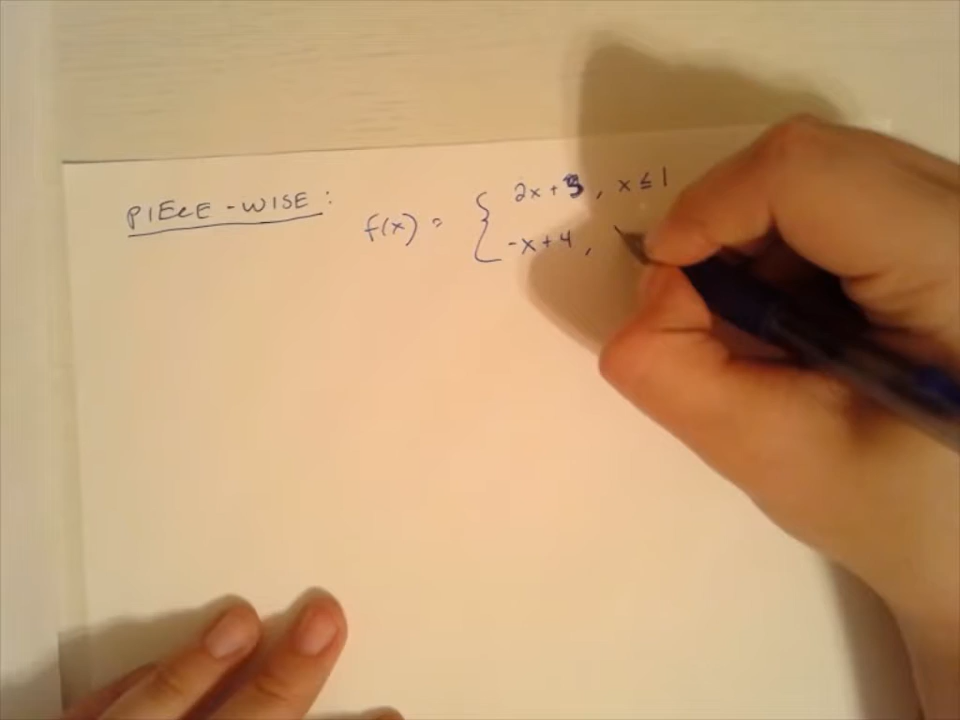 PIECE-WISE:
f(x) = { 2x+3, x≤1
-x+4,